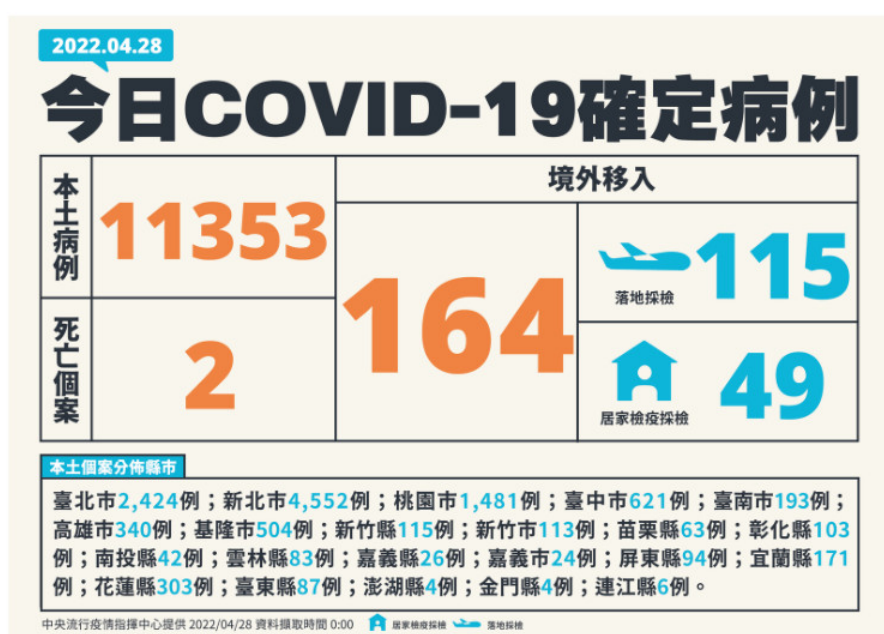 2022.04.28
今日COVID-19確定病例
本土病例
11353
境外移入
164
落地採檢
115
居家檢疫採檢
49
死亡個案
2
本土個案分佈縣市
臺北市2,424例；新北市4,552例；桃園市1,481例；臺中市621例；臺南市193例；
高雄市340例；基隆市504例；新竹縣115例；新竹市113例；苗栗縣63例；彰化縣103
例；南投縣42例；雲林縣83例；嘉義縣26例；嘉義市24例；屏東縣94例；宜蘭縣171
例；花蓮縣303例；臺東縣87例；澎湖縣4例；金門縣4例；連江縣6例。
中央流行疫情指揮中心提供 2022/04/28 資料擷取時間 0:00 居家檢疫採檢 落地採檢